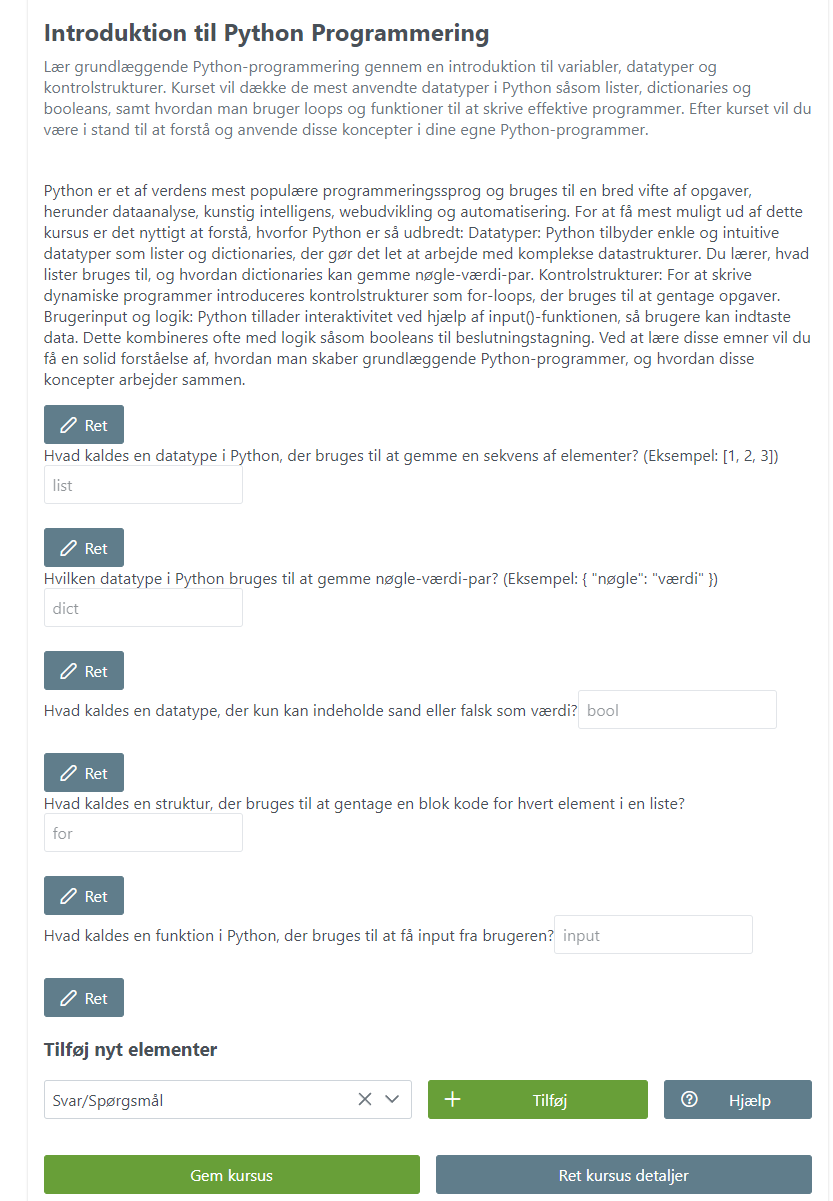 Introduktion til Python Programmering
Lær grundlæggende Python-programmering gennem en introduktion til variabler, datatyper og
kontrolstrukturer. Kurset vil dække de mest anvendte datatyper i Python såsom lister, dictionaries og
booleans, samt hvordan man bruger loops og funktioner til at skrive effektive programmer. Efter kurset vil du
være i stand til at forstå og anvende disse koncepter i dine egne Python-programmer.
Python er et af verdens mest populære programmeringssprog og bruges til en bred vifte af opgaver,
herunder dataanalyse, kunstig intelligens, webudvikling og automatisering. For at få mest muligt ud af dette
kursus er det nyttigt at forstå, hvorfor Python er så udbredt: Datatyper: Python tilbyder enkle og intuitive
datatyper som lister og dictionaries, der gør det let at arbejde med komplekse datastrukturer. Du lærer, hvad
lister bruges til, og hvordan dictionaries kan gemme nøgle-værdi-par. Kontrolstrukturer: For at skrive
dynamiske programmer introduceres kontrolstrukturer som for-loops, der bruges til at gentage opgaver.
Brugerinput og logik: Python tillader interaktivitet ved hjælp af input()-funktionen, så brugere kan indtaste
data. Dette kombineres ofte med logik såsom booleans til beslutningstagning. Ved at lære disse emner vil du
få en solid forståelse af, hvordan man skaber grundlæggende Python-programmer, og hvordan disse
koncepter arbejder sammen.
Ret
Hvad kaldes en datatype i Python, der bruges til at gemme en sekvens af elementer? (Eksempel: [1, 2, 3])
list
Ret
Hvilken datatype i Python bruges til at gemme nøgle-værdi-par? (Eksempel: { "nøgle": "værdi" })
dict
Ret
Hvad kaldes en datatype, der kun kan indeholde sand eller falsk som værdi? bool
Ret
Hvad kaldes en struktur, der bruges til at gentage en blok kode for hvert element i en liste?
for
Ret
Hvad kaldes en funktion i Python, der bruges til at få input fra brugeren? input
Ret
Tilføj nyt elementer
Svar/Spørgsmål Tilføj Hjælp
Gem kursus Ret kursus detaljer